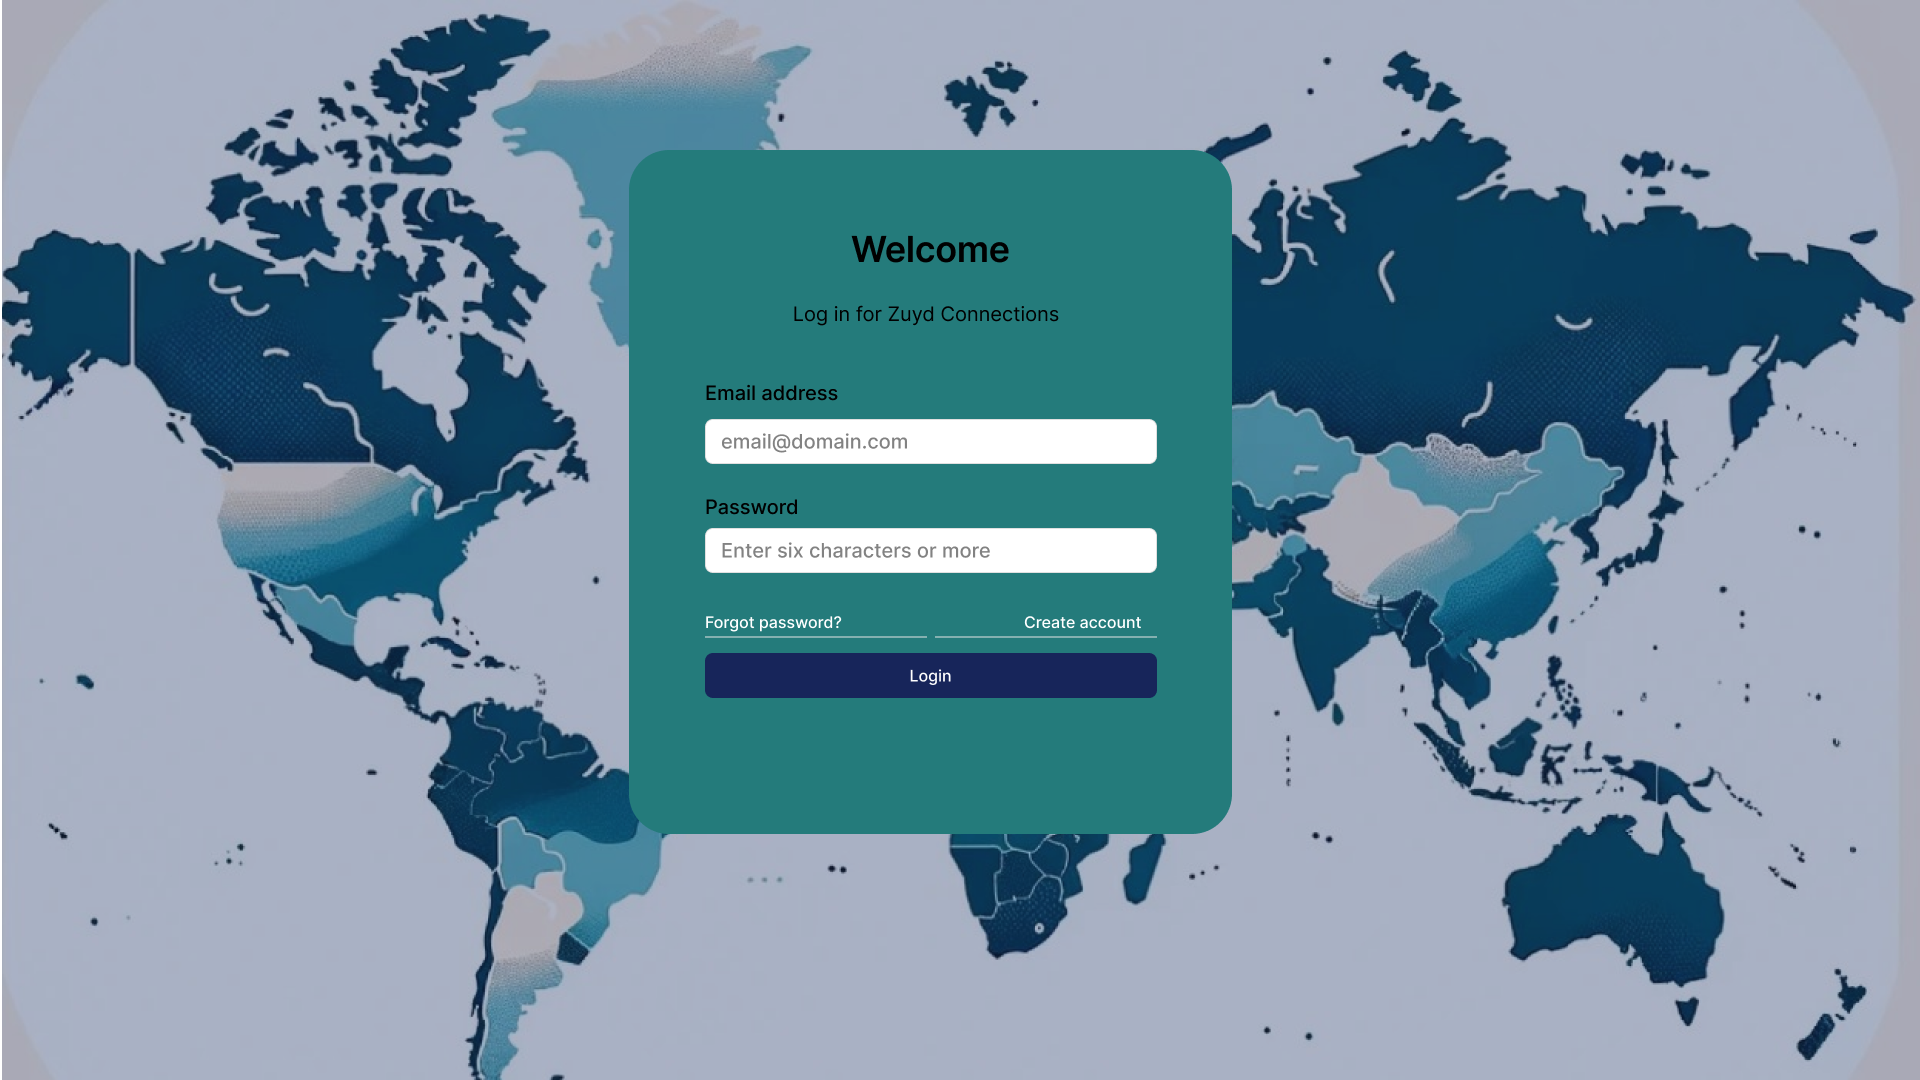 Welcome
Log in for Zuyd Connections
Email address
email@domain.com
Password
Enter six characters or more
Forgot password?
Create account
Login